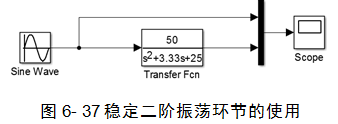 50
s²+3.33s+25
Sine Wave
Transfer Fcn
Scope
图 6- 37 稳定二阶振荡环节的使用